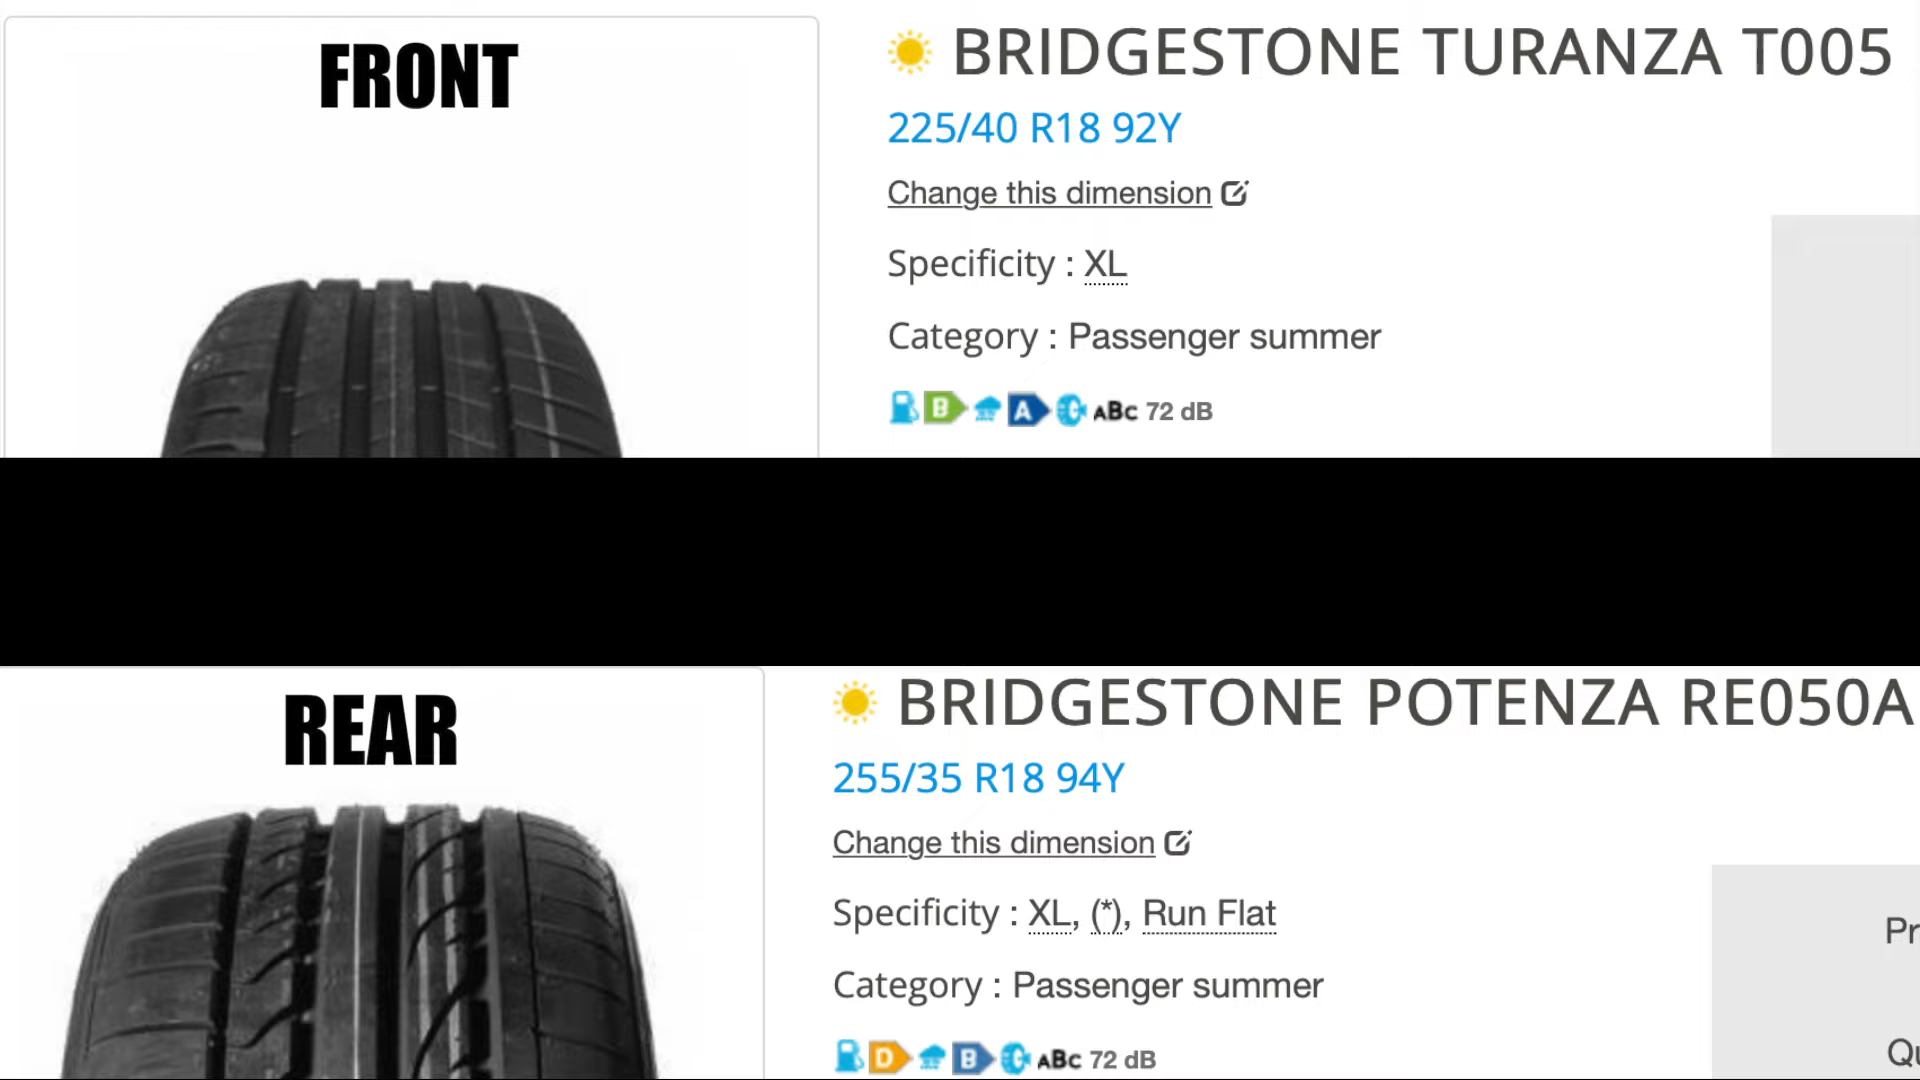 FRONT
BRIDGESTONE TURANZA T005
225/40 R18 92Y
Change this dimension
Specificity : XL
Category : Passenger summer
B A ABC 72 dB
REAR
BRIDGESTONE POTENZA RE050A
255/35 R18 94Y
Change this dimension
Specificity : XL, (*), Run Flat
Pr
Category : Passenger summer
Qu
D B ABC 72 dB